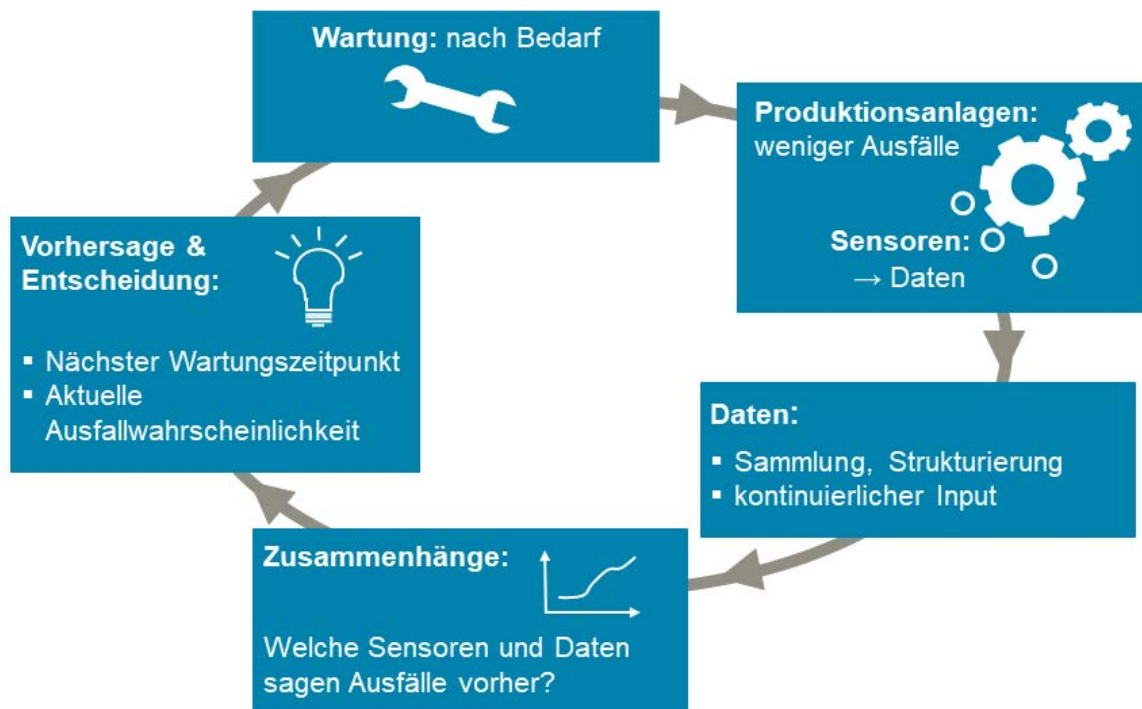 Wartung: nach Bedarf
Produktionsanlagen:
weniger Ausfälle
Sensoren:
→ Daten
Daten:
▪ Sammlung, Strukturierung
▪ kontinuierlicher Input
Zusammenhänge:
Welche Sensoren und Daten
sagen Ausfälle vorher?
Vorhersage &
Entscheidung:
▪ Nächster Wartungszeitpunkt
▪ Aktuelle
Ausfallwahrscheinlichkeit